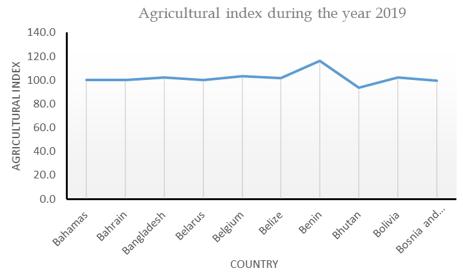 Agricultural index during the year 2019
140.0
120.0
100.0
80.0
60.0
40.0
20.0
0.0
AGRICULTURAL INDEX
Bahamas
Bahrain
Bangladesh
Belarus
Belgium
Belize
Benin
Bhutan
Bolivia
Bosnia and...
COUNTRY